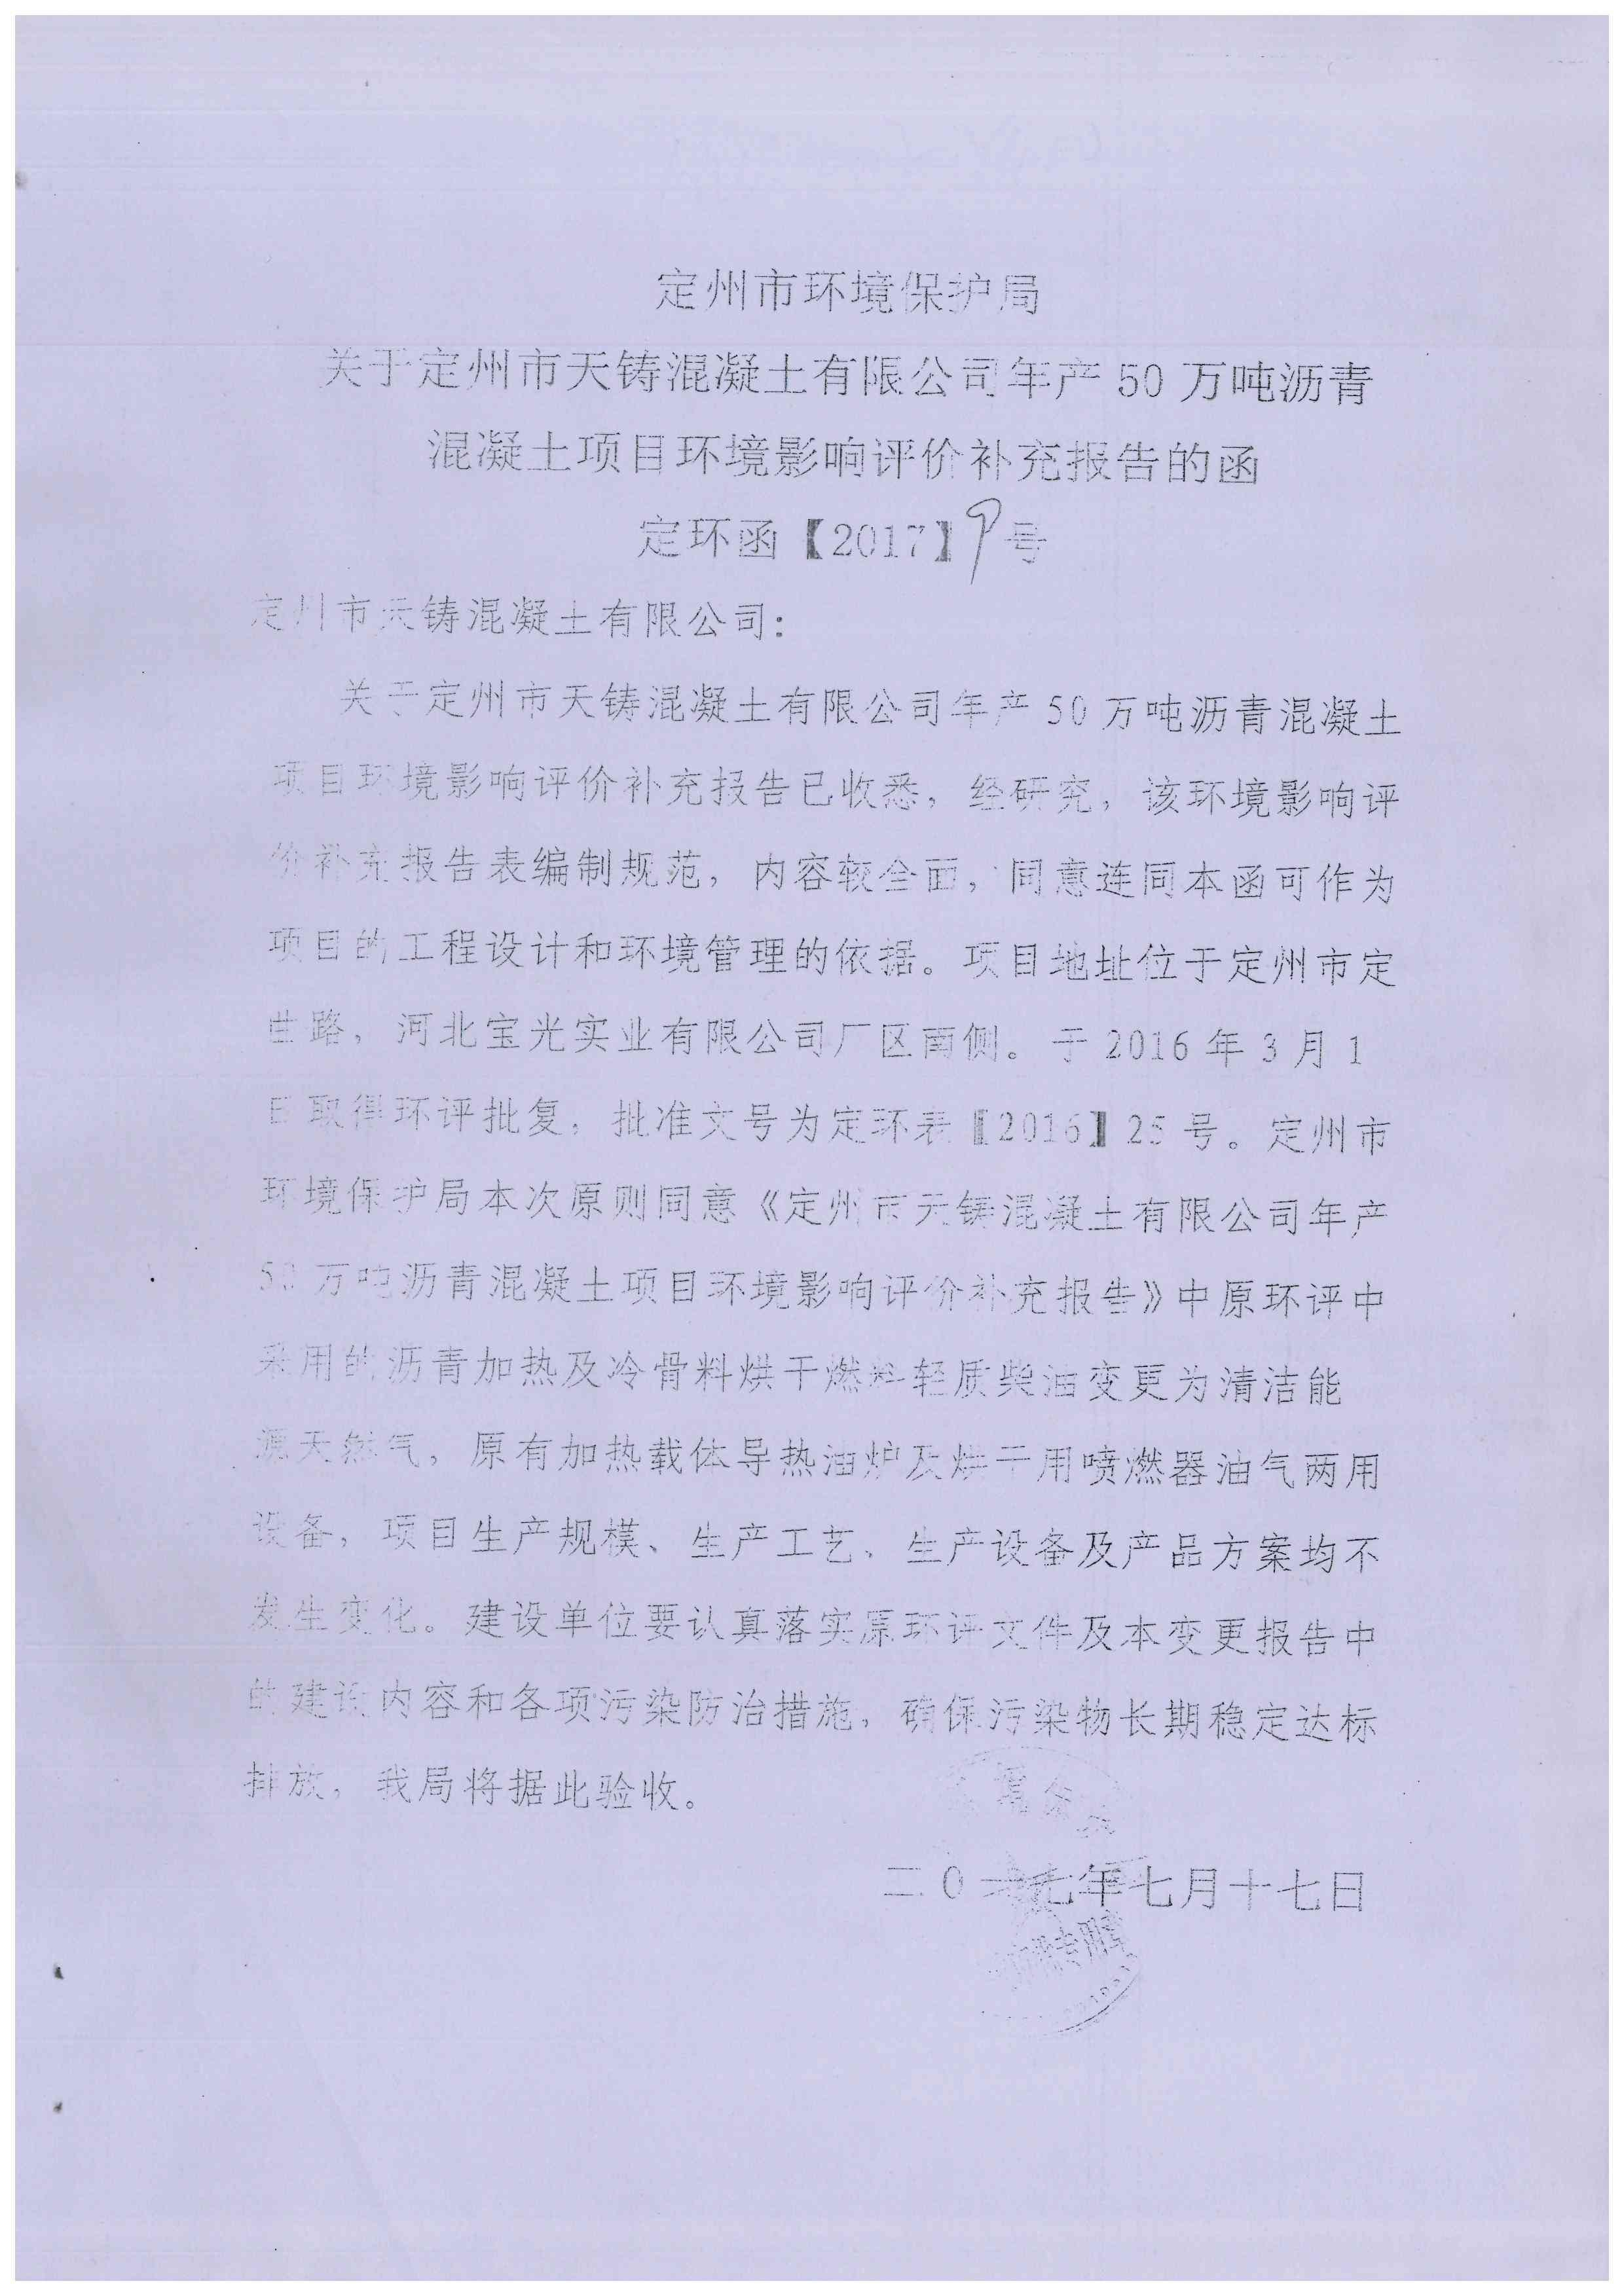 定州市环境保护局
关于定州市天铸混凝土有限公司年产 50 万吨沥青
混凝土项目环境影响评价补充报告的函
定环函【2017】9号
定州市天铸混凝土有限公司：
关于定州市天铸混凝土有限公司年产 50 万吨沥青混凝土
项目环境影响评价补充报告已收悉，经研究，该环境影响评
价补充报告表编制规范，内容较全面，同意连同本函可作为
项目的工程设计和环境管理的依据。项目地址位于定州市定
曲路，河北宝光实业有限公司厂区南侧。于 2016 年 3 月 1
日取得环评批复，批准文号为定环表【2016】25 号。定州市
环境保护局本次原则同意《定州市天铸混凝土有限公司年产
50 万吨沥青混凝土项目环境影响评价补充报告》中原环评中
采用的沥青加热及冷骨料烘干燃料轻质柴油变更为清洁能
源天然气，原有加热载体导热油炉及烘干用喷燃器油气两用
设备，项目生产规模、生产工艺、生产设备及产品方案均不
发生变化。建设单位要认真落实原环评文件及本变更报告中
的建设内容和各项污染防治措施，确保污染物长期稳定达标
排放，我局将据此验收。
二0一七年七月十七日
专用章